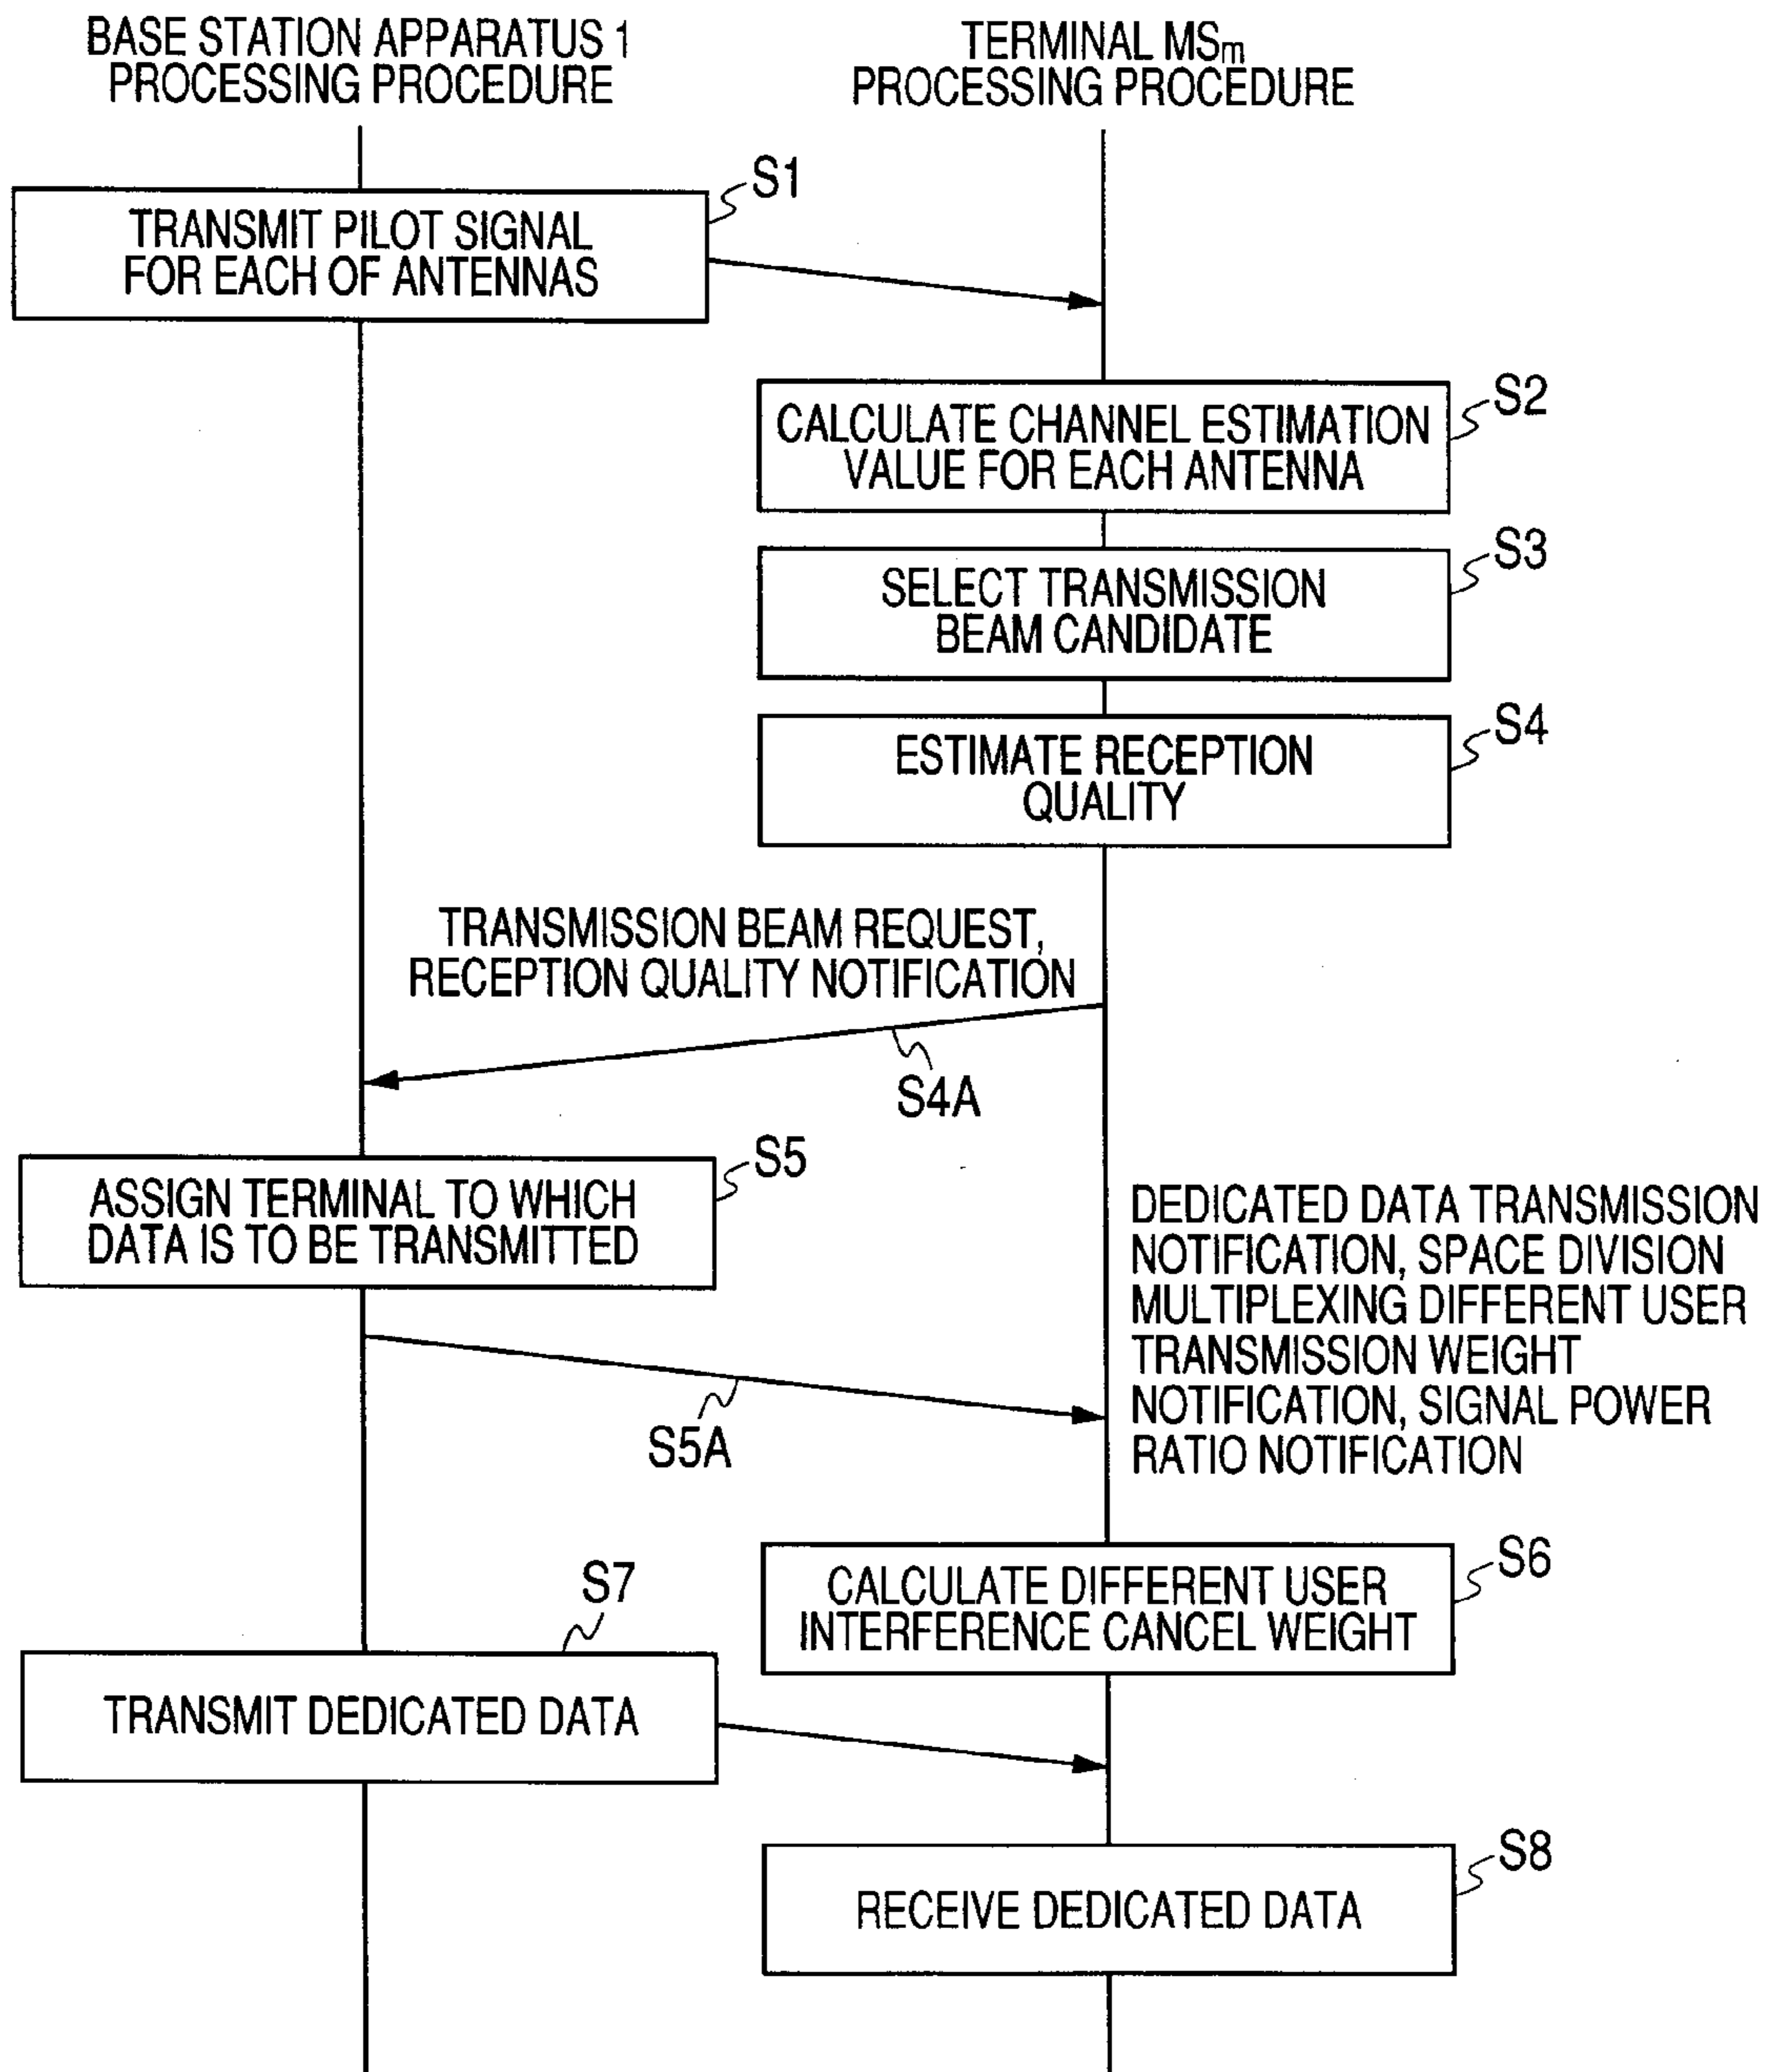 BASE STATION APPARATUS 1
PROCESSING PROCEDURE
TERMINAL MSm
PROCESSING PROCEDURE
S1
TRANSMIT PILOT SIGNAL
FOR EACH OF ANTENNAS
S2
CALCULATE CHANNEL ESTIMATION
VALUE FOR EACH ANTENNA
S3
SELECT TRANSMISSION
BEAM CANDIDATE
S4
ESTIMATE RECEPTION
QUALITY
TRANSMISSION BEAM REQUEST,
RECEPTION QUALITY NOTIFICATION
S4A
S5
ASSIGN TERMINAL TO WHICH
DATA IS TO BE TRANSMITTED
DEDICATED DATA TRANSMISSION
NOTIFICATION, SPACE DIVISION
MULTIPLEXING DIFFERENT USER
TRANSMISSION WEIGHT
NOTIFICATION, SIGNAL POWER
RATIO NOTIFICATION
S5A
S6
CALCULATE DIFFERENT USER
INTERFERENCE CANCEL WEIGHT
S7
TRANSMIT DEDICATED DATA
S8
RECEIVE DEDICATED DATA